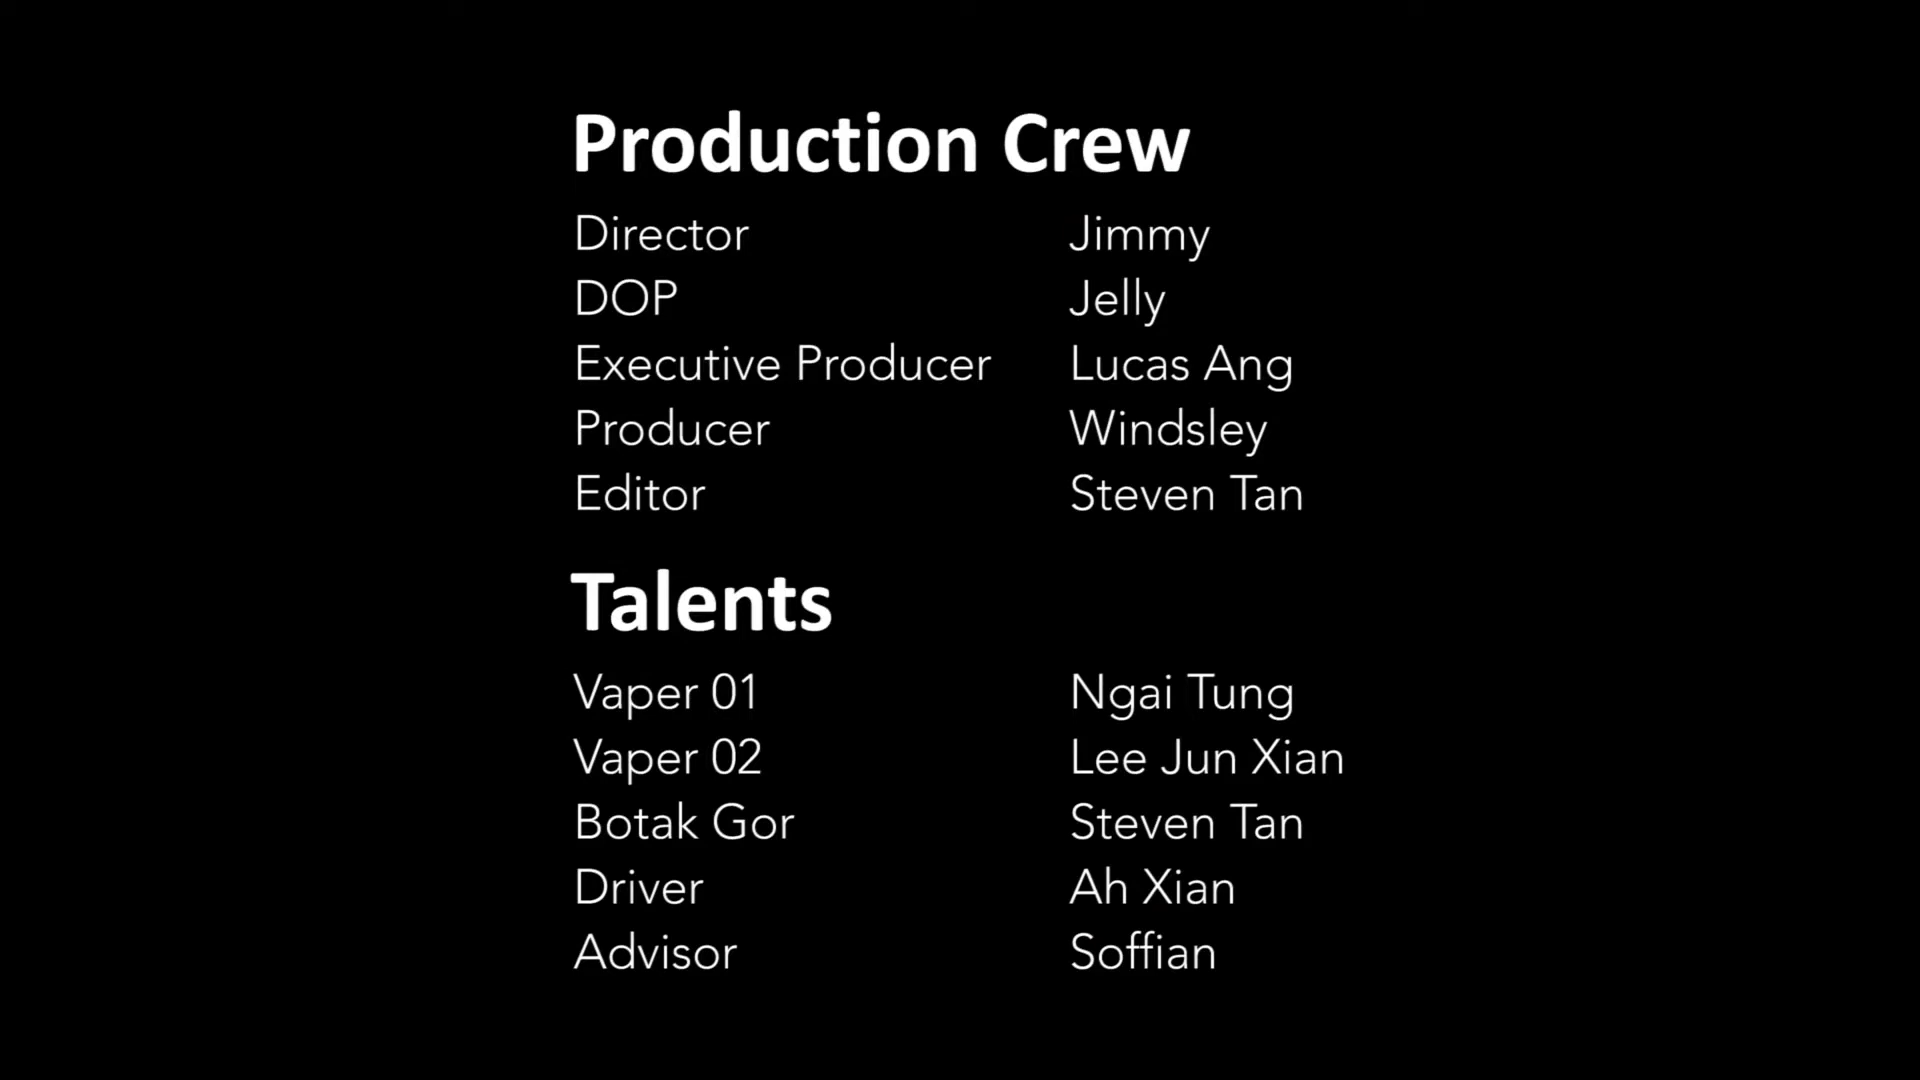 Production Crew
Director Jimmy
DOP Jelly
Executive Producer Lucas Ang
Producer Windsley
Editor Steven Tan
Talents
Vaper 01 Ngai Tung
Vaper 02 Lee Jun Xian
Botak Gor Steven Tan
Driver Ah Xian
Advisor Soffian